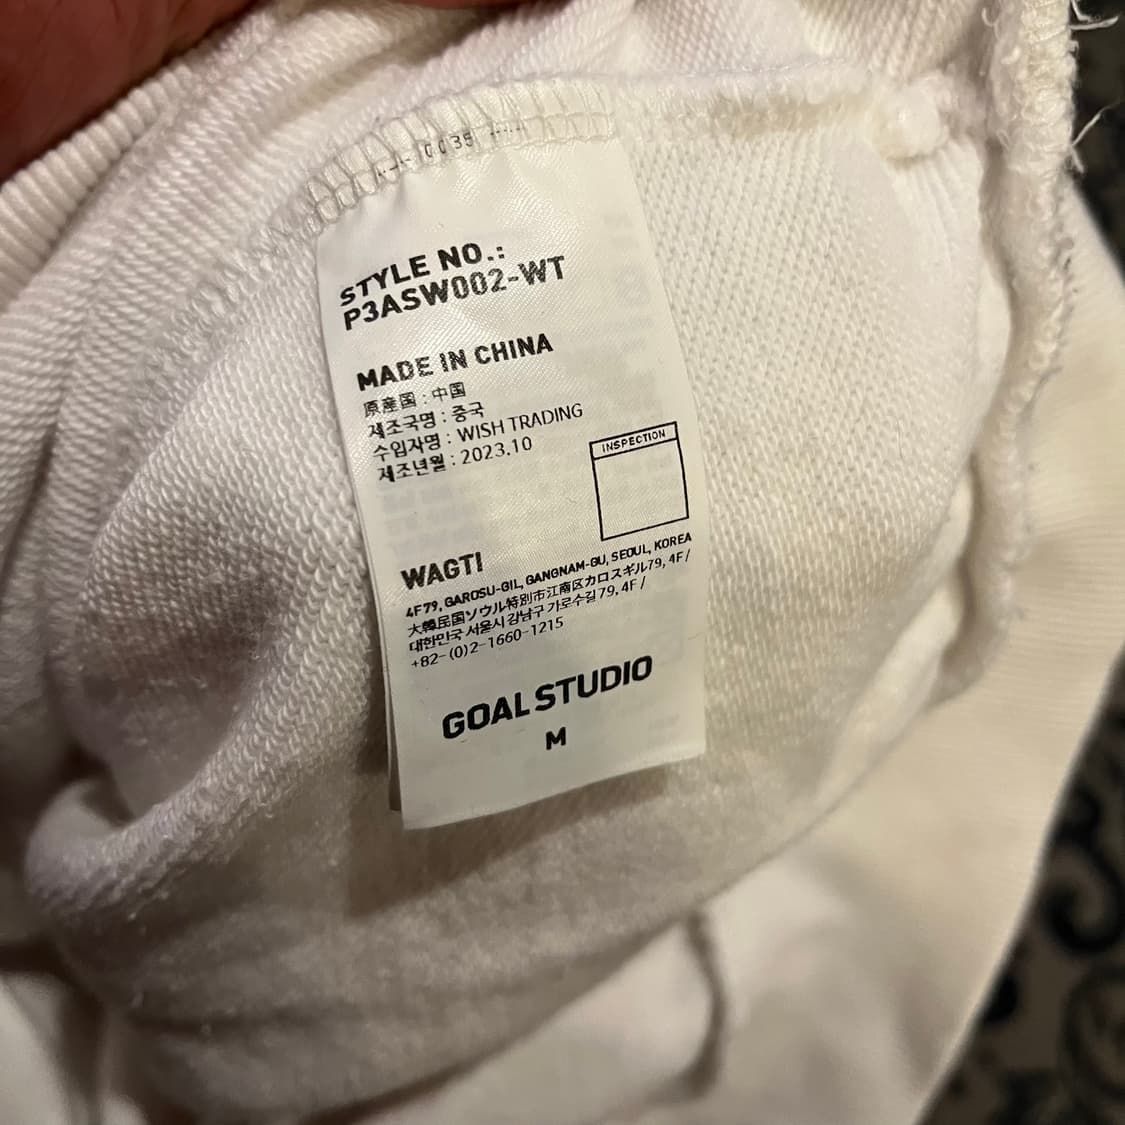 0035
STYLE NO.:
P3ASW002-WT
MADE IN CHINA
原産国 : 中国
제조국명 : 중국
수입자명 : WISH TRADING
제조년월 : 2023.10
INSPECTION
WAGTI
4F79, GAROSU-GIL, GANGNAM-GU, SEOUL, KOREA
大韓民国ソウル特別市江南区カロスギル79, 4F /
대한민국 서울시 강남구 가로수길 79, 4F /
+82-(0)2-1660-1215
GOALSTUDIO
M